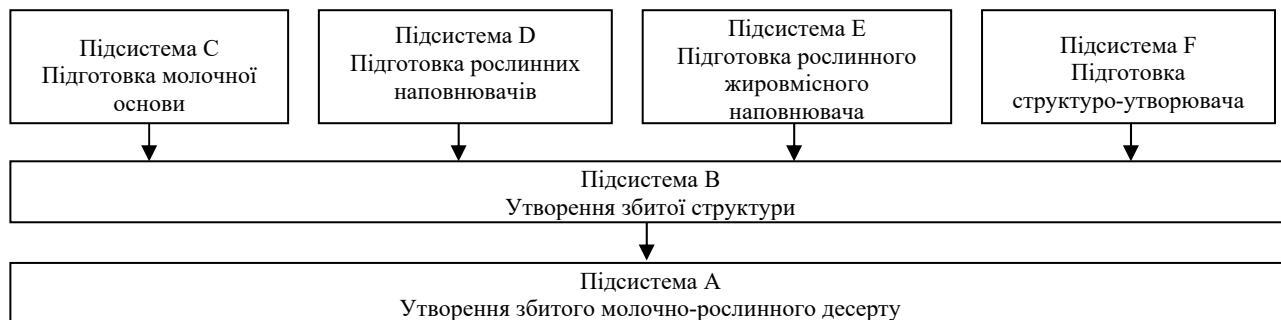 Підсистема С
Підготовка молочної
основи
Підсистема D
Підготовка рослинних
наповнювачів
Підсистема Е
Підготовка рослинного
жировмісного
наповнювача
Підсистема F
Підготовка
структуро-утворювача
Підсистема В
Утворення збитої структури
Підсистема А
Утворення збитого молочно-рослинного десерту